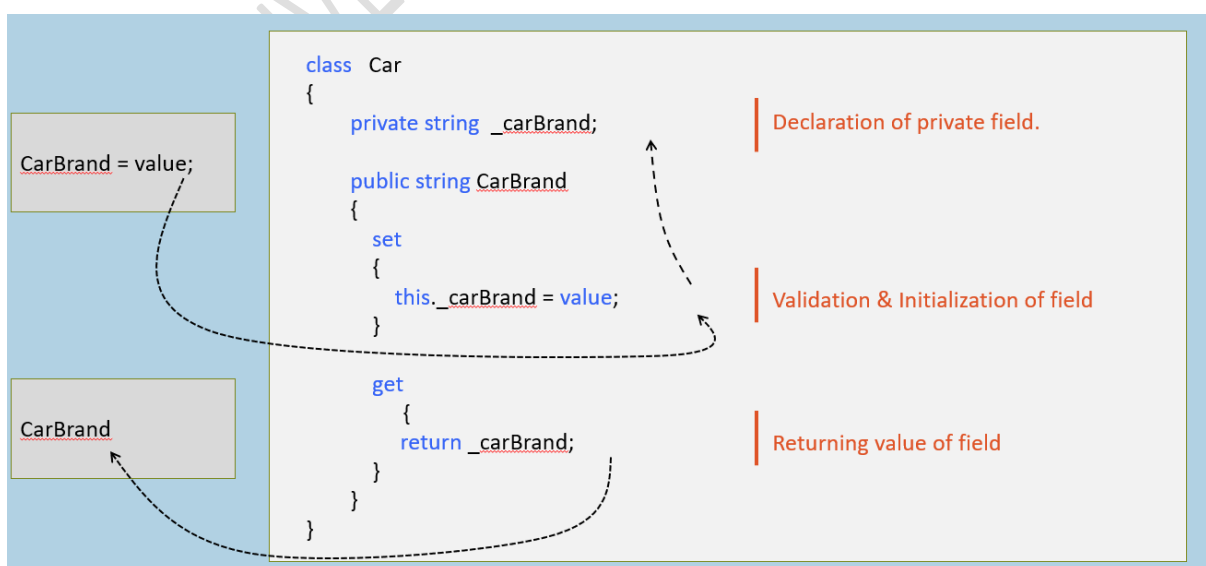 class Car
{
private string _carBrand;
Declaration of private field.
CarBrand = value;
public string CarBrand
{
set
{
this._carBrand = value;
Validation & Initialization of field
}
get
{
CarBrand
return _carBrand;
Returning value of field
}
}
}